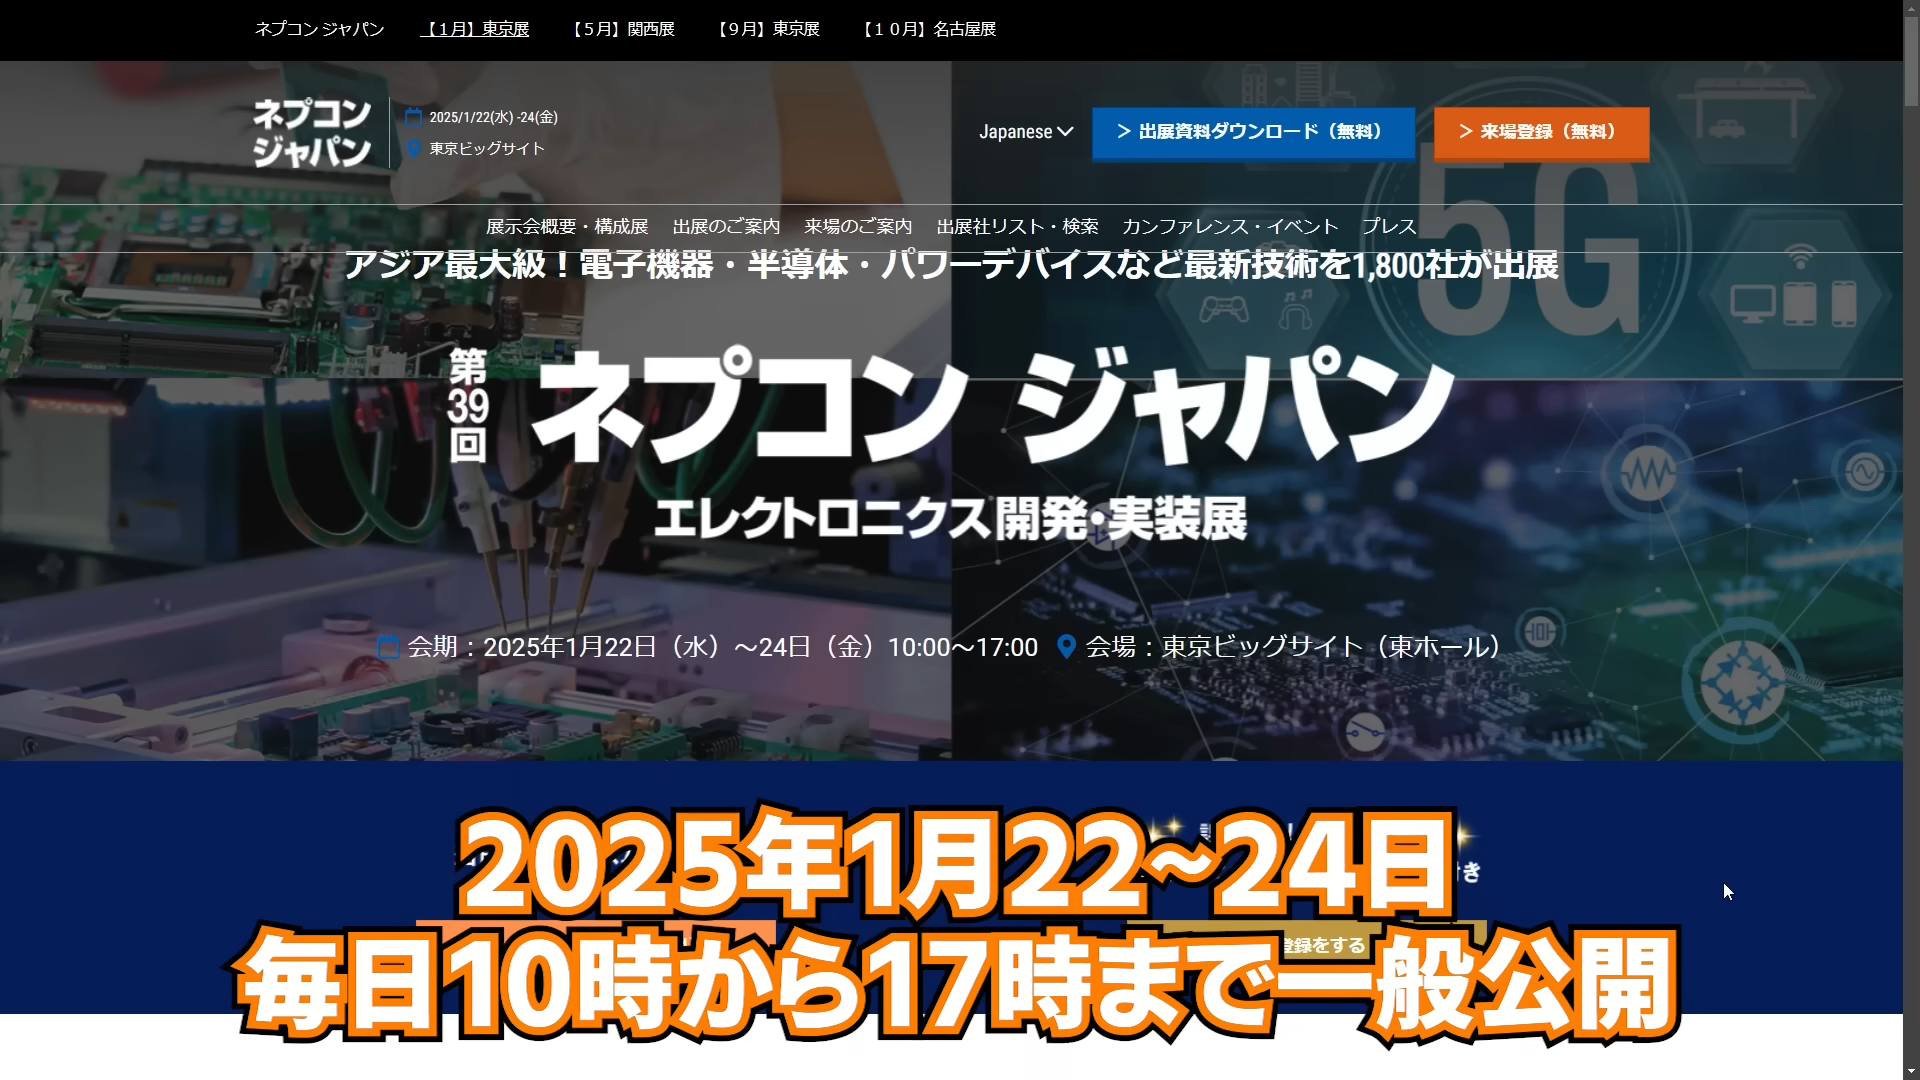 ネプコン ジャパン 【１月】東京展 【５月】関西展 【９月】東京展 【１０月】名古屋展
ネプコン
ジャパン
2025/1/22(水) -24(金)
東京ビッグサイト
Japanese
＞ 出展資料ダウンロード（無料）
＞ 来場登録（無料）
展示会概要・構成展 出展のご案内 来場のご案内 出展社リスト・検索 カンファレンス・イベント プレス
アジア最大級！電子機器・半導体・パワーデバイスなど最新技術を1,800社が出展
5G
第39回
ネプコン ジャパン
エレクトロニクス開発・実装展
会期：2025年1月22日（水）～24日（金）10:00～17:00 会場：東京ビッグサイト（東ホール）
2025年1月22~24日
き
登録をする
毎日10時から17時まで一般公開